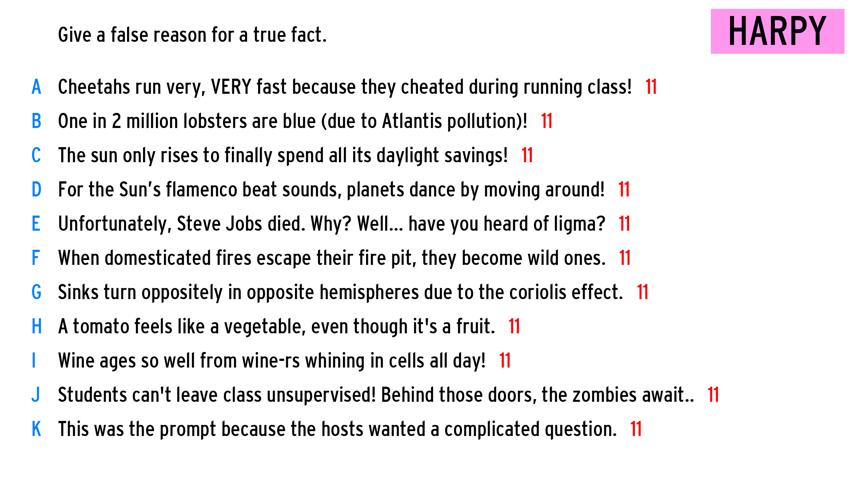 Give a false reason for a true fact.
HARPY
A Cheetahs run very, VERY fast because they cheated during running class! 11
B One in 2 million lobsters are blue (due to Atlantis pollution)! 11
C The sun only rises to finally spend all its daylight savings! 11
D For the Sun's flamenco beat sounds, planets dance by moving around! 11
E Unfortunately, Steve Jobs died. Why? Well... have you heard of ligma? 11
F When domesticated fires escape their fire pit, they become wild ones. 11
G Sinks turn oppositely in opposite hemispheres due to the coriolis effect. 11
H A tomato feels like a vegetable, even though it's a fruit. 11
I Wine ages so well from wine-rs whining in cells all day! 11
J Students can't leave class unsupervised! Behind those doors, the zombies await.. 11
K This was the prompt because the hosts wanted a complicated question. 11